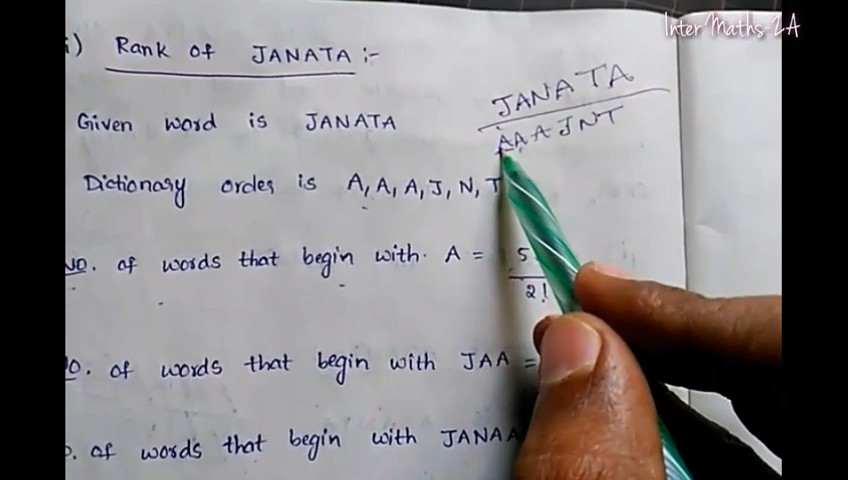 Inter Maths-2A
i) Rank of JANATA :-
JANATA
AAAJNT
Given word is JANATA
Dictionary order is A, A, A, J, N, T
No. of words that begin with A = 5
2!
No. of words that begin with JAA =
of words that begin with JANAA